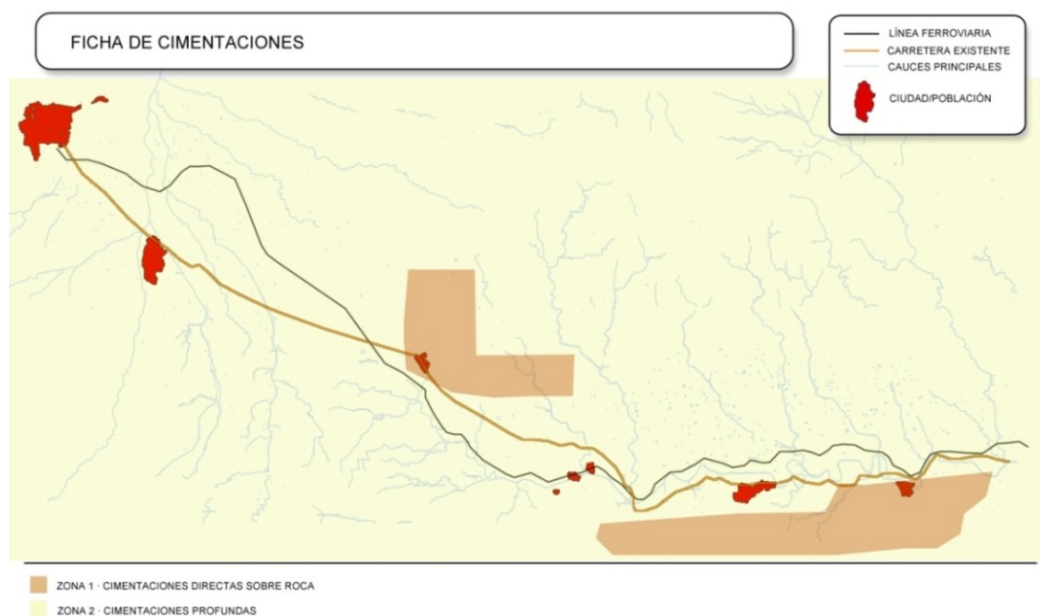 FICHA DE CIMENTACIONES
LÍNEA FERROVIARIA
CARRETERA EXISTENTE
CAUCES PRINCIPALES
CIUDAD/POBLACIÓN
ZONA 1 · CIMENTACIONES DIRECTAS SOBRE ROCA
ZONA 2 · CIMENTACIONES PROFUNDAS